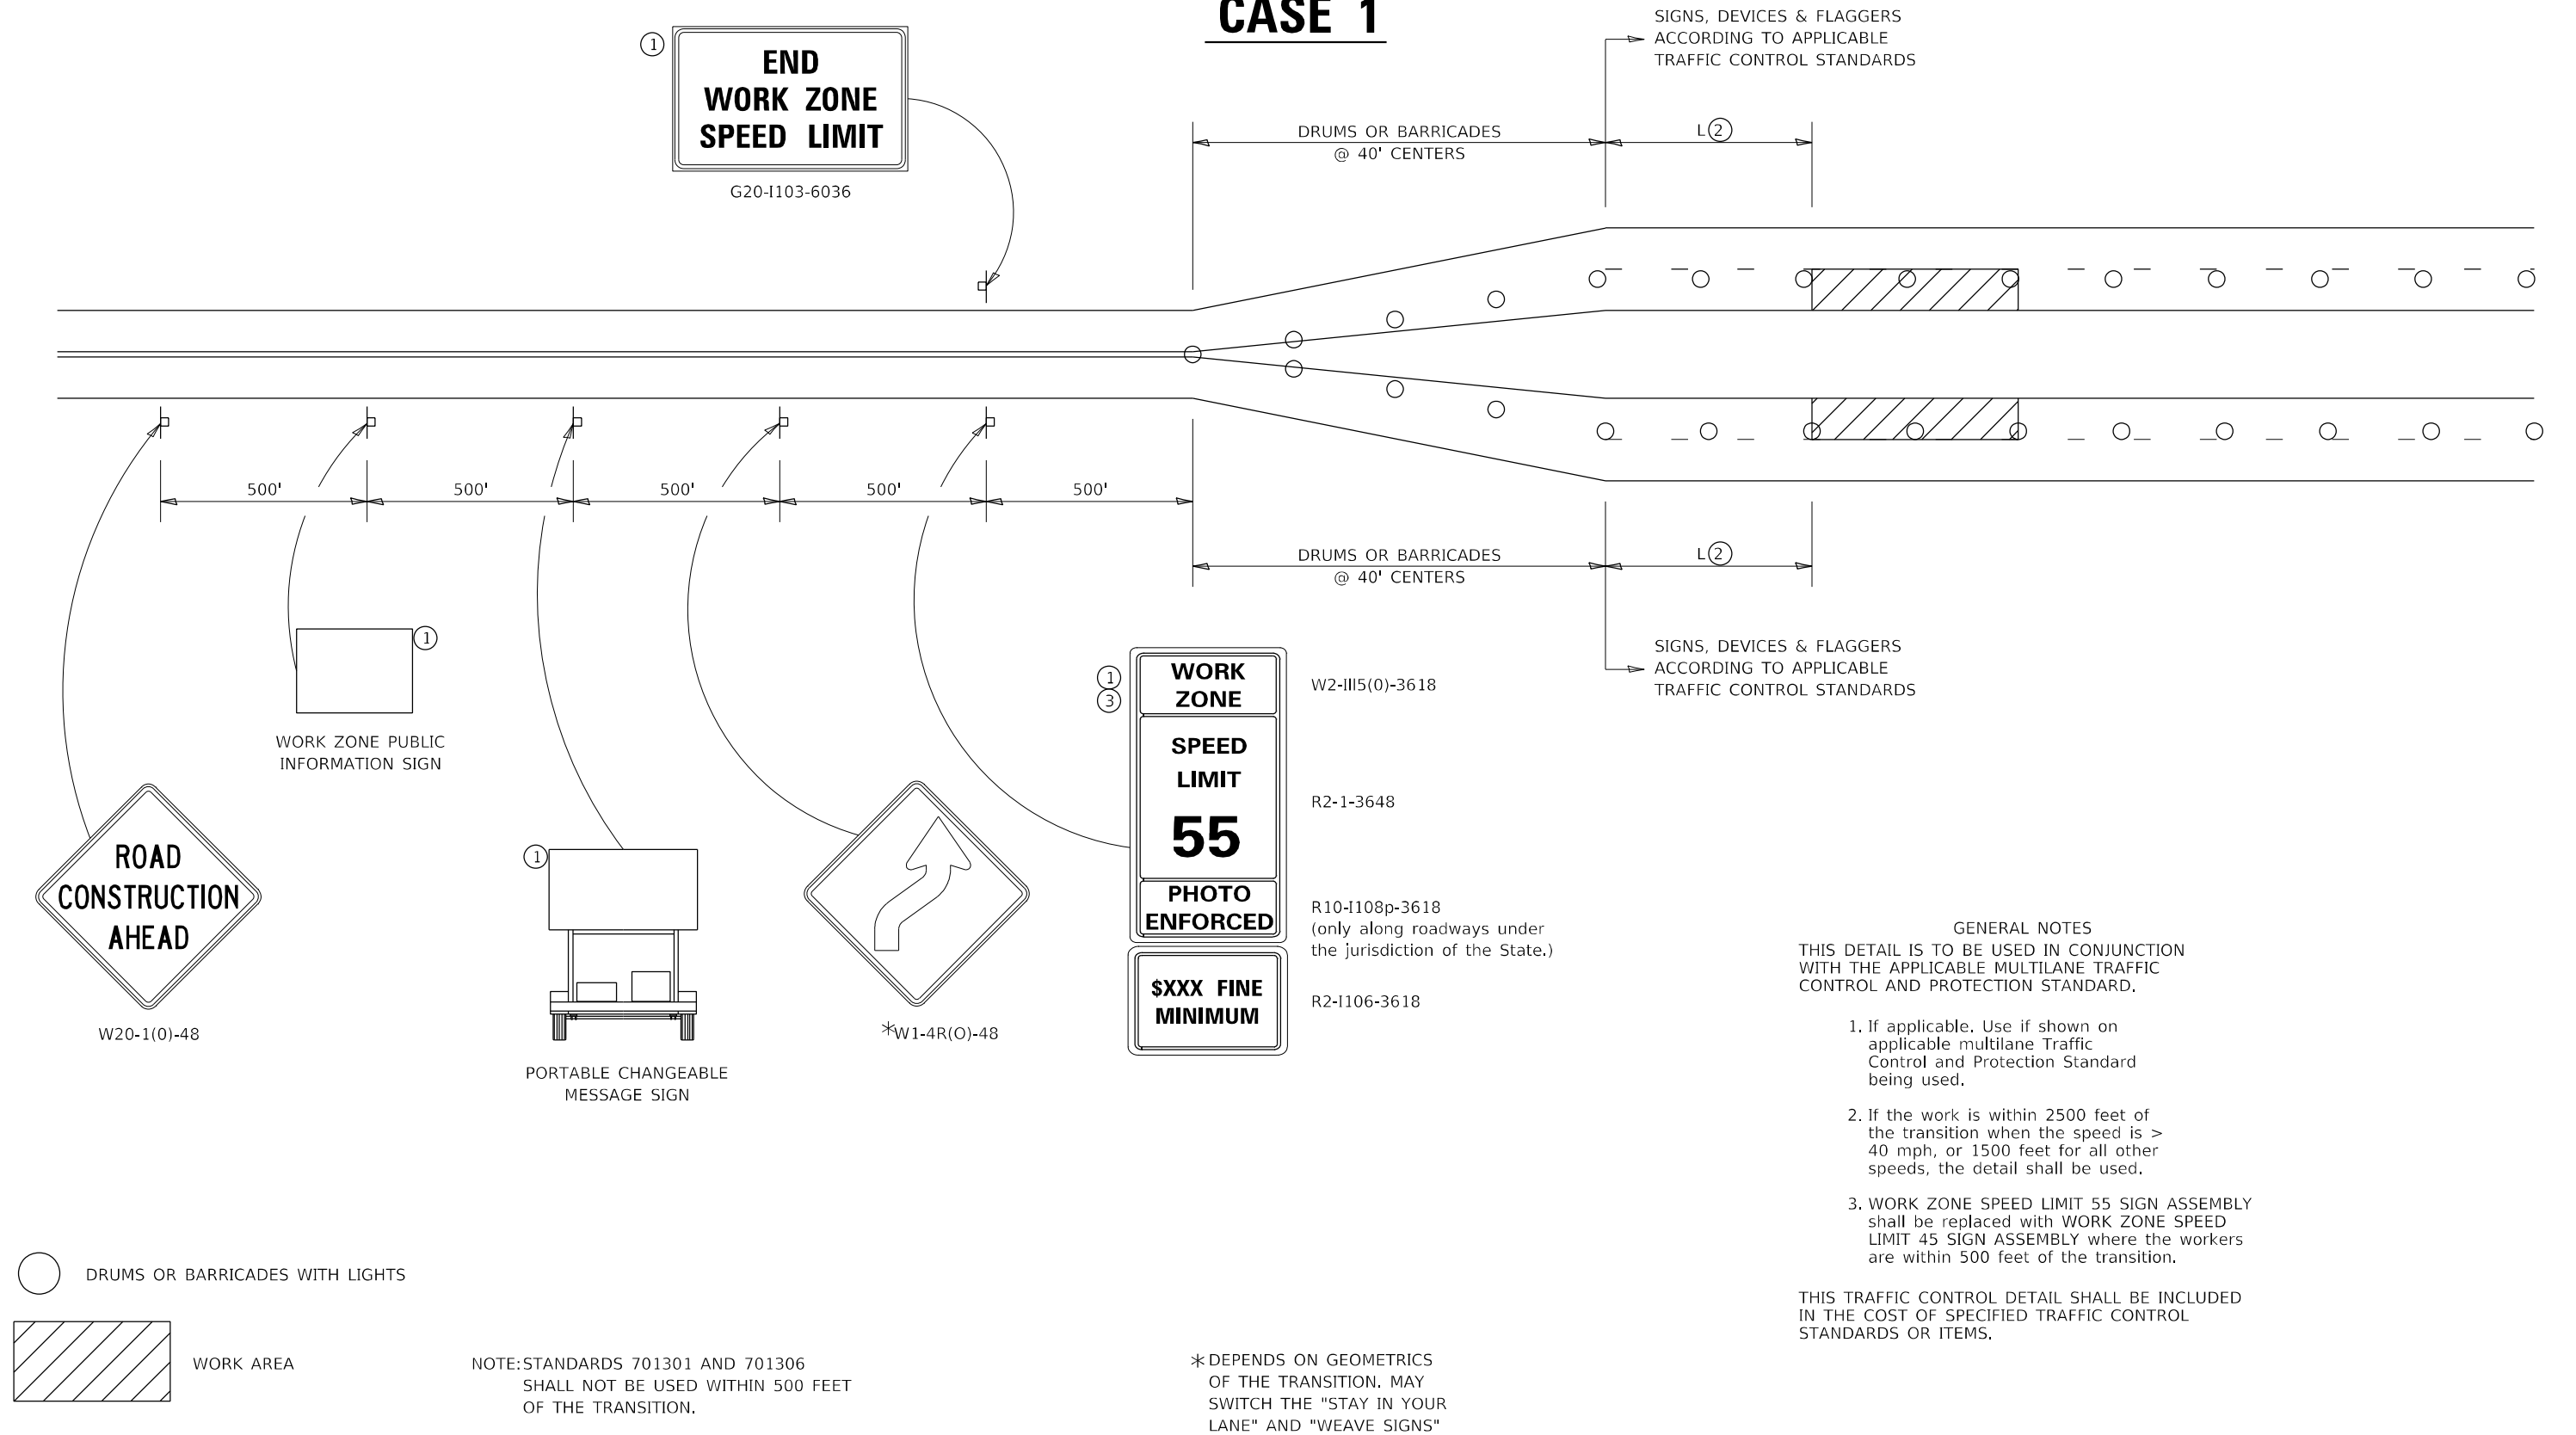 CASE 1
SIGNS, DEVICES & FLAGGERS
ACCORDING TO APPLICABLE
TRAFFIC CONTROL STANDARDS
1
END
WORK ZONE
SPEED LIMIT
G20-I103-6036
DRUMS OR BARRICADES
@ 40' CENTERS
L 2
500'
500'
500'
500'
500'
DRUMS OR BARRICADES
@ 40' CENTERS
L 2
SIGNS, DEVICES & FLAGGERS
ACCORDING TO APPLICABLE
TRAFFIC CONTROL STANDARDS
1
WORK ZONE PUBLIC
INFORMATION SIGN
ROAD
CONSTRUCTION
AHEAD
W20-1(0)-48
1
PORTABLE CHANGEABLE
MESSAGE SIGN
*W1-4R(O)-48
1
3
WORK
ZONE
W2-III5(0)-3618
SPEED
LIMIT
55
R2-1-3648
PHOTO
ENFORCED
R10-I108p-3618
(only along roadways under
the jurisdiction of the State.)
$XXX FINE
MINIMUM
R2-I106-3618
GENERAL NOTES
THIS DETAIL IS TO BE USED IN CONJUNCTION
WITH THE APPLICABLE MULTILANE TRAFFIC
CONTROL AND PROTECTION STANDARD.
1. If applicable. Use if shown on
applicable multilane Traffic
Control and Protection Standard
being used.
2. If the work is within 2500 feet of
the transition when the speed is >
40 mph, or 1500 feet for all other
speeds, the detail shall be used.
3. WORK ZONE SPEED LIMIT 55 SIGN ASSEMBLY
shall be replaced with WORK ZONE SPEED
LIMIT 45 SIGN ASSEMBLY where the workers
are within 500 feet of the transition.
THIS TRAFFIC CONTROL DETAIL SHALL BE INCLUDED
IN THE COST OF SPECIFIED TRAFFIC CONTROL
STANDARDS OR ITEMS.
DRUMS OR BARRICADES WITH LIGHTS
WORK AREA
NOTE: STANDARDS 701301 AND 701306
SHALL NOT BE USED WITHIN 500 FEET
OF THE TRANSITION.
* DEPENDS ON GEOMETRICS
OF THE TRANSITION. MAY
SWITCH THE "STAY IN YOUR
LANE" AND "WEAVE SIGNS"